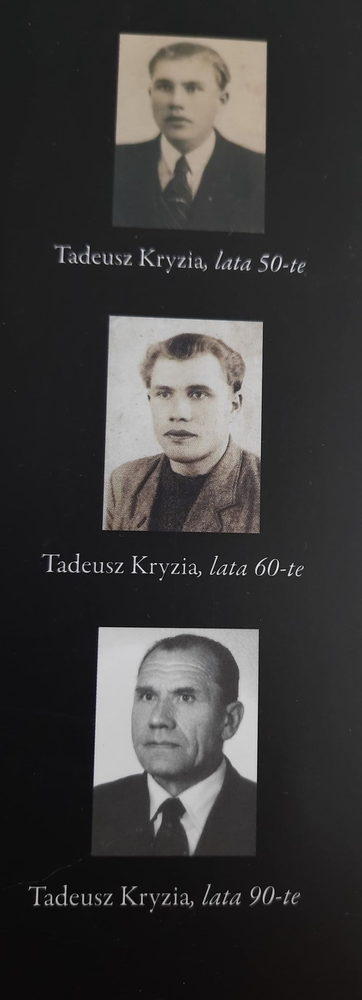 Tadeusz Kryzia, lata 50-te
Tadeusz Kryzia, lata 60-te
Tadeusz Kryzia, lata 90-te